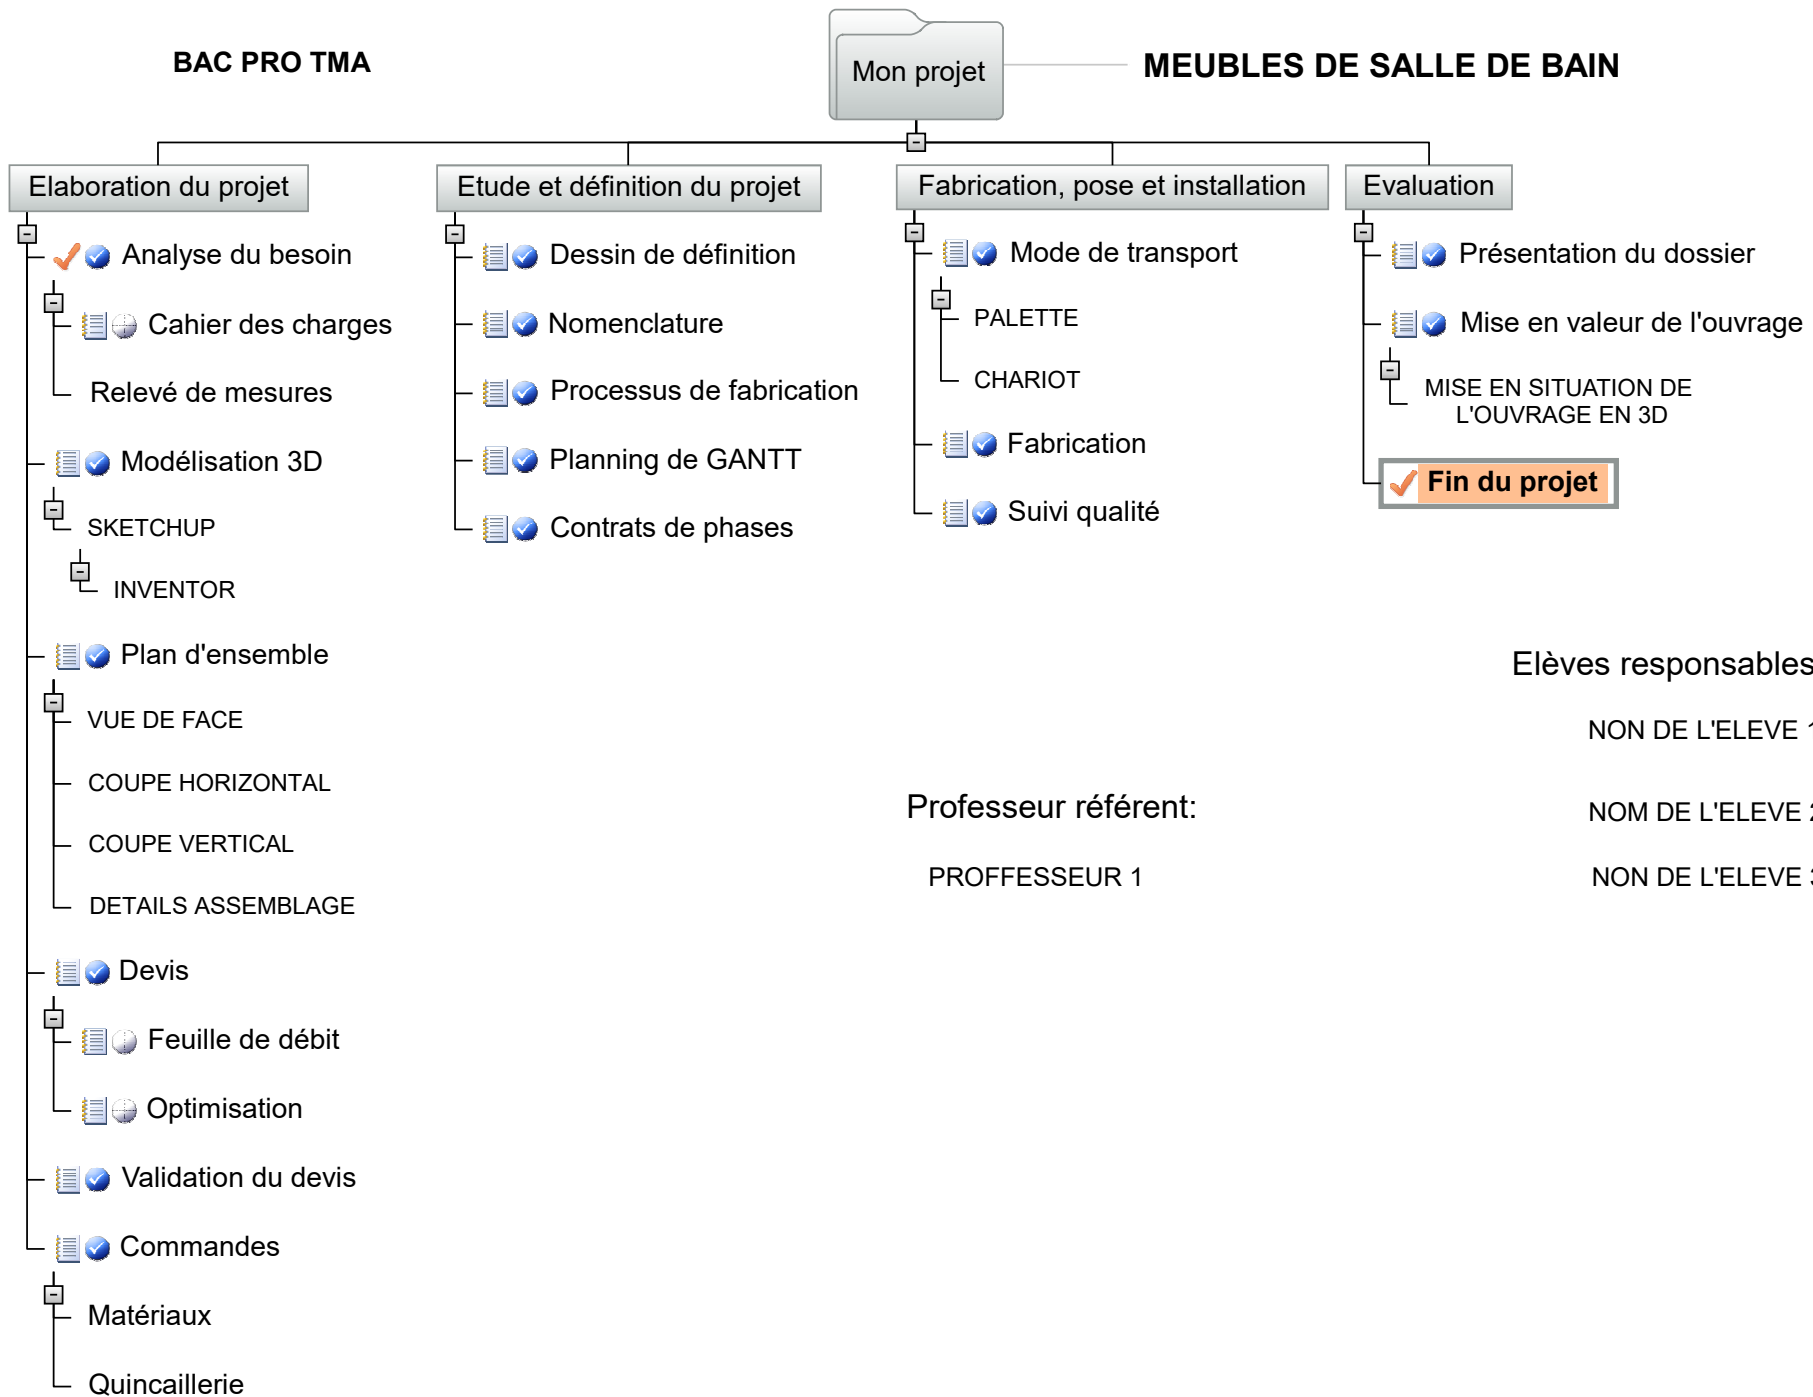 BAC PRO TMA
Mon projet
MEUBLES DE SALLE DE BAIN
Elaboration du projet
Analyse du besoin
Cahier des charges
Relevé de mesures
Modélisation 3D
SKETCHUP
INVENTOR
Plan d'ensemble
VUE DE FACE
COUPE HORIZONTAL
COUPE VERTICAL
DETAILS ASSEMBLAGE
Devis
Feuille de débit
Optimisation
Validation du devis
Commandes
Matériaux
Quincaillerie
Etude et définition du projet
Dessin de définition
Nomenclature
Processus de fabrication
Planning de GANTT
Contrats de phases
Fabrication, pose et installation
Mode de transport
PALETTE
CHARIOT
Fabrication
Suivi qualité
Evaluation
Présentation du dossier
Mise en valeur de l'ouvrage
MISE EN SITUATION DE
L'OUVRAGE EN 3D
Fin du projet
Professeur référent:
PROFFESSEUR 1
Elèves responsables
NON DE L'ELEVE 1
NOM DE L'ELEVE 2
NON DE L'ELEVE 3